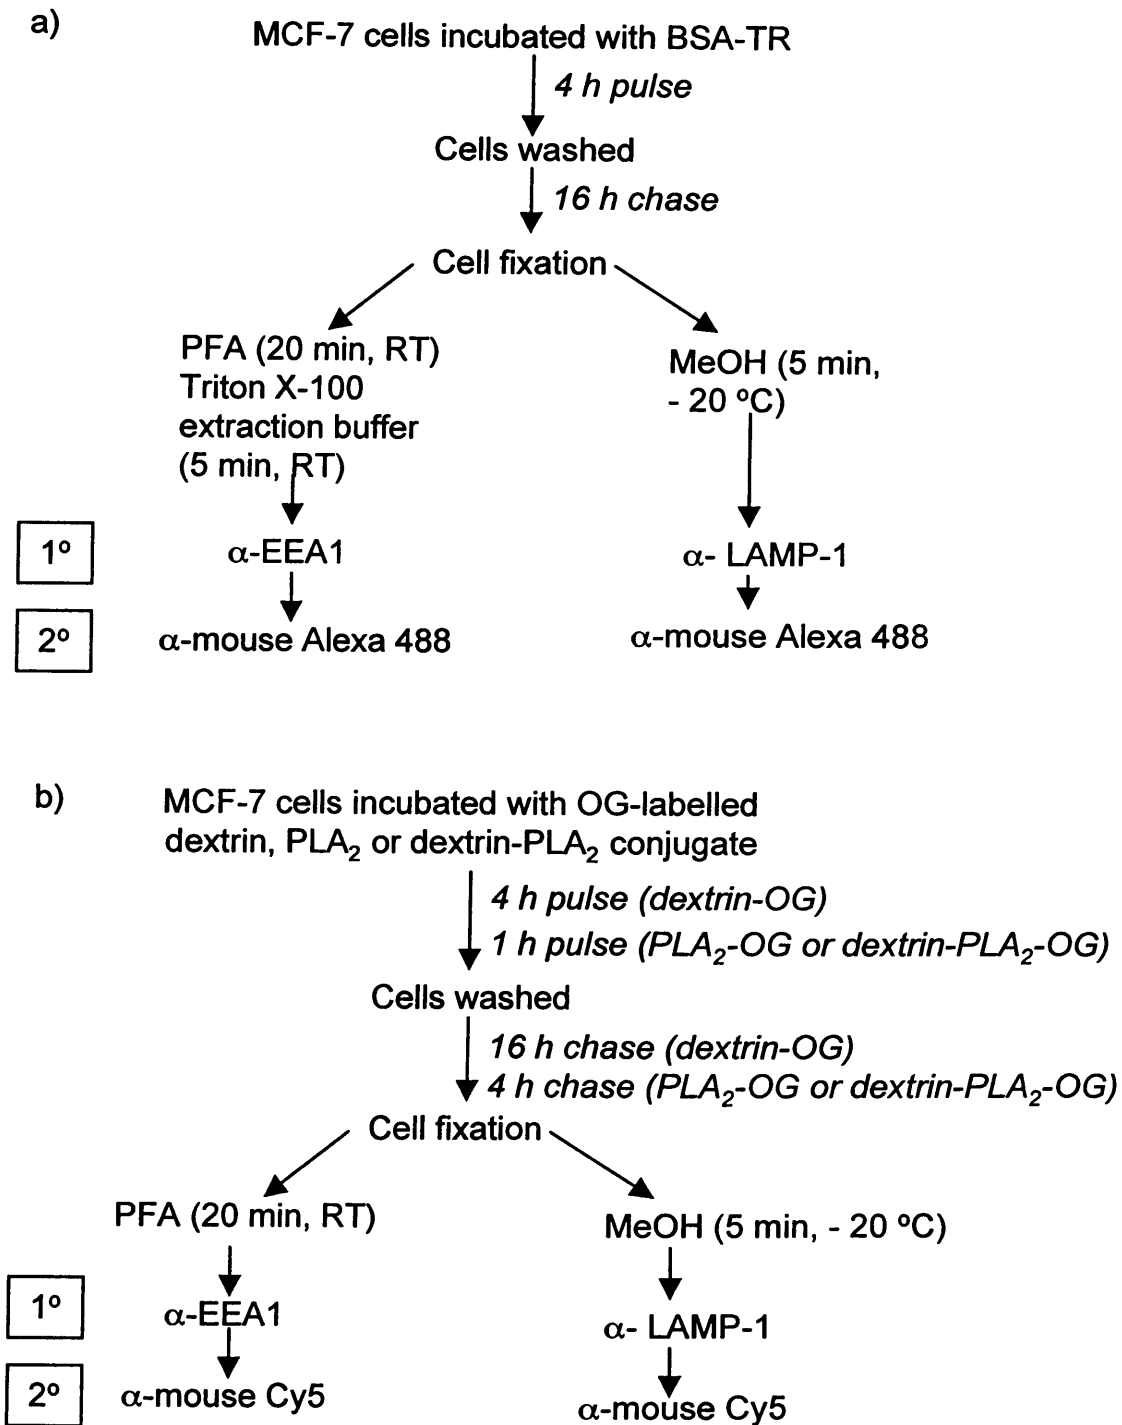 a)
MCF-7 cells incubated with BSA-TR
4 h pulse
Cells washed
16 h chase
Cell fixation
PFA (20 min, RT)
Triton X-100
extraction buffer
(5 min, RT)
MeOH (5 min,
- 20 ºC)
1º
α-EEA1
α- LAMP-1
2º
α-mouse Alexa 488
α-mouse Alexa 488
b)
MCF-7 cells incubated with OG-labelled
dextrin, PLA₂ or dextrin-PLA₂ conjugate
4 h pulse (dextrin-OG)
1 h pulse (PLA₂-OG or dextrin-PLA₂-OG)
Cells washed
16 h chase (dextrin-OG)
4 h chase (PLA₂-OG or dextrin-PLA₂-OG)
Cell fixation
PFA (20 min, RT)
MeOH (5 min, - 20 ºC)
1º
α-EEA1
α- LAMP-1
2º
α-mouse Cy5
α-mouse Cy5